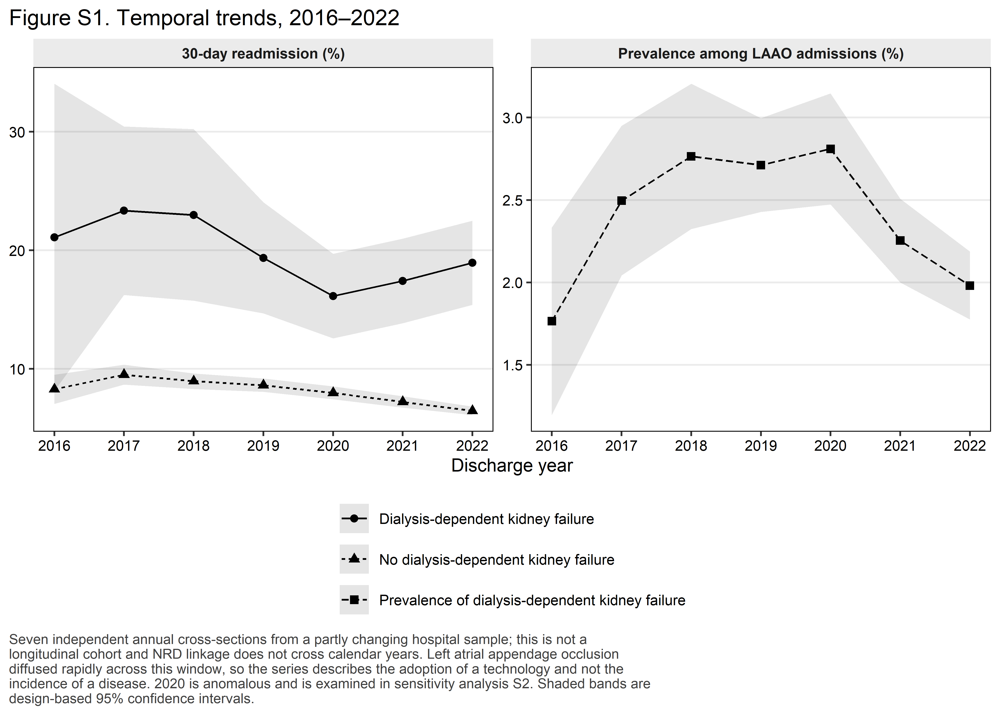 Figure S1. Temporal trends, 2016–2022
30-day readmission (%)
Prevalence among LAAO admissions (%)
30
20
10
3.0
2.5
2.0
1.5
2016 2017 2018 2019 2020 2021 2022
2016 2017 2018 2019 2020 2021 2022
Discharge year
Dialysis-dependent kidney failure
No dialysis-dependent kidney failure
Prevalence of dialysis-dependent kidney failure
Seven independent annual cross-sections from a partly changing hospital sample; this is not a
longitudinal cohort and NRD linkage does not cross calendar years. Left atrial appendage occlusion
diffused rapidly across this window, so the series describes the adoption of a technology and not the
incidence of a disease. 2020 is anomalous and is examined in sensitivity analysis S2. Shaded bands are
design-based 95% confidence intervals.